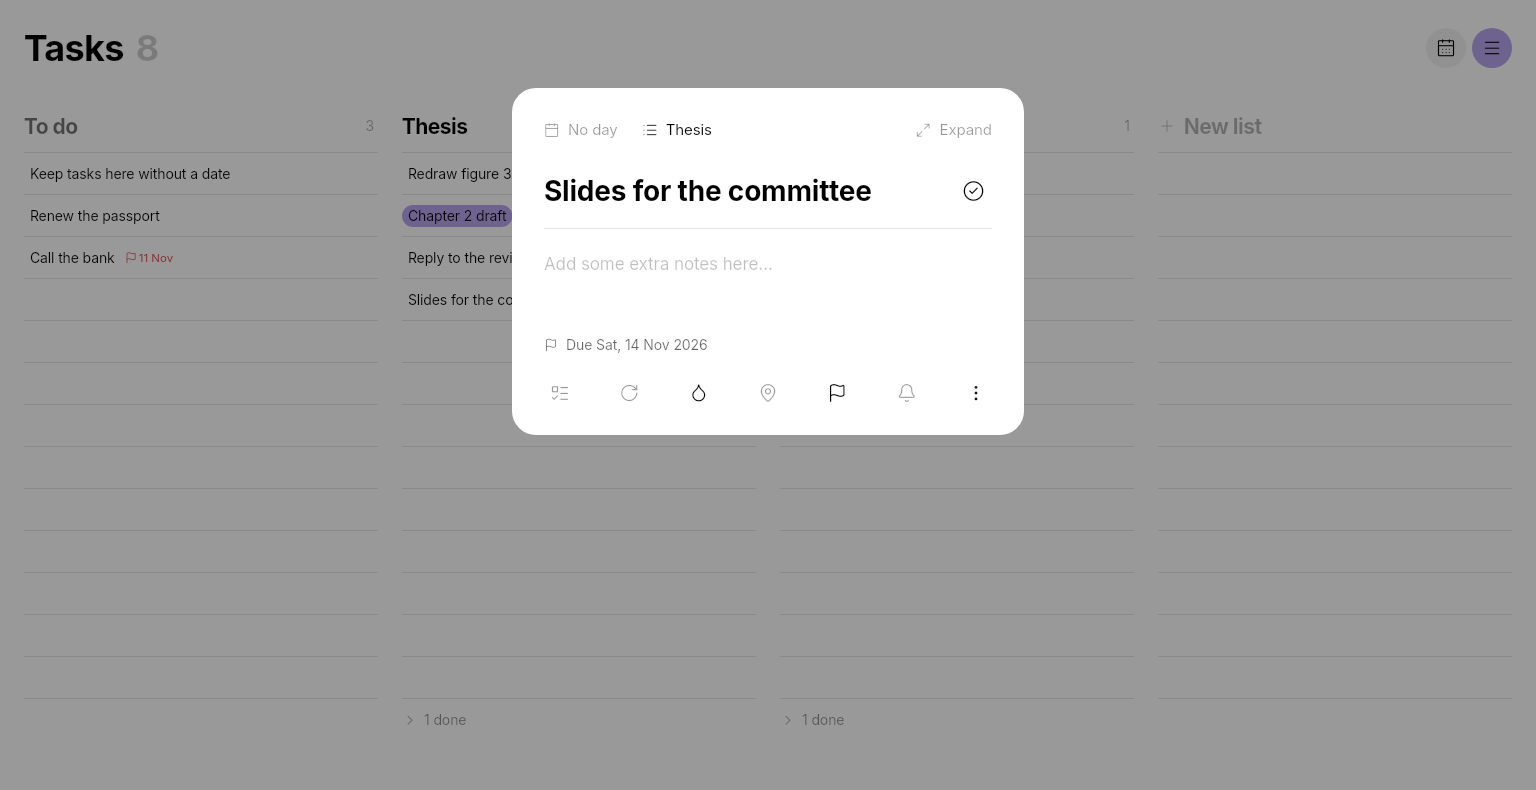 Tasks 8
To do 3
Keep tasks here without a date
Renew the passport
Call the bank 11 Nov
Thesis
Redraw figure 3
Chapter 2 draft
Reply to the
Slides for the
1 done
1
1 done
New list
No day Thesis Expand
Slides for the committee
Add some extra notes here...
Due Sat, 14 Nov 2026